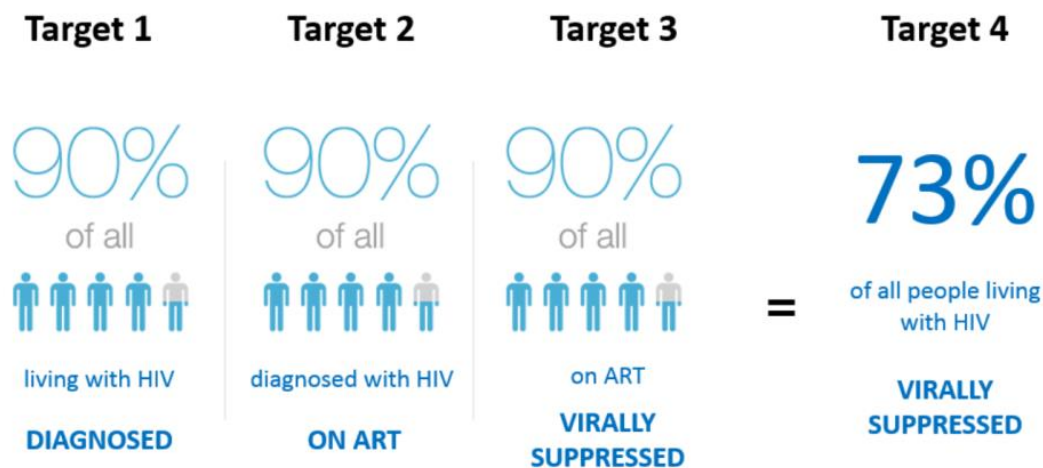 Target 1
90%
of all
living with HIV
DIAGNOSED
Target 2
90%
of all
diagnosed with HIV
ON ART
Target 3
90%
of all
on ART
VIRALLY
SUPPRESSED
=
Target 4
73%
of all people living
with HIV
VIRALLY
SUPPRESSED